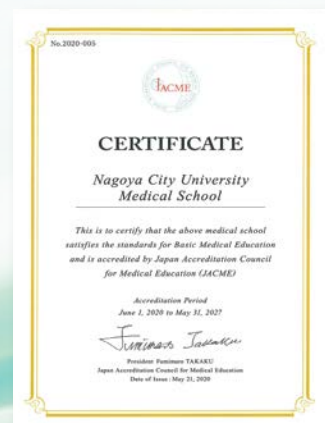 No.2020-005
JACME
CERTIFICATE
Nagoya City University
Medical School
This is to certify that the above medical school
satisfies the standards for Basic Medical Education
and is accredited by Japan Accreditation Council
for Medical Education (JACME)
Accreditation Period
June 1, 2020 to May 31, 2027
Fumimaro Takaku
President Fumimaro TAKAKU
Japan Accreditation Council for Medical Education
Date of Issue : May 21, 2020